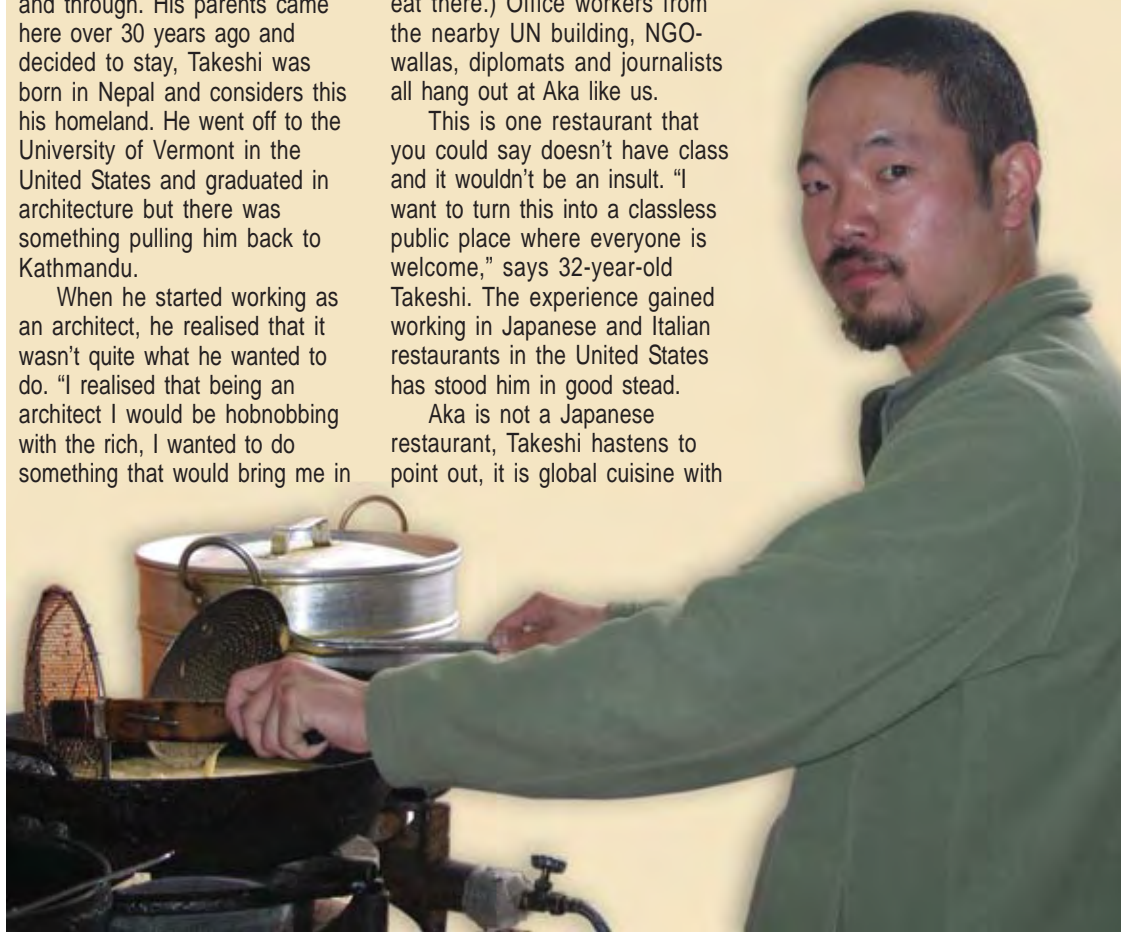 and through. His parents came
here over 30 years ago and
decided to stay, Takeshi was
born in Nepal and considers this
his homeland. He went off to the
University of Vermont in the
United States and graduated in
architecture but there was
something pulling him back to
Kathmandu.
When he started working as
an architect, he realised that it
wasn't quite what he wanted to
do. “I realised that being an
architect I would be hobnobbing
with the rich, I wanted to do
something that would bring me in
eat there.) Office workers from
the nearby UN building, NGO-
wallas, diplomats and journalists
all hang out at Aka like us.
This is one restaurant that
you could say doesn't have class
and it wouldn't be an insult. “I
want to turn this into a classless
public place where everyone is
welcome,” says 32-year-old
Takeshi. The experience gained
working in Japanese and Italian
restaurants in the United States
has stood him in good stead.
Aka is not a Japanese
restaurant, Takeshi hastens to
point out, it is global cuisine with